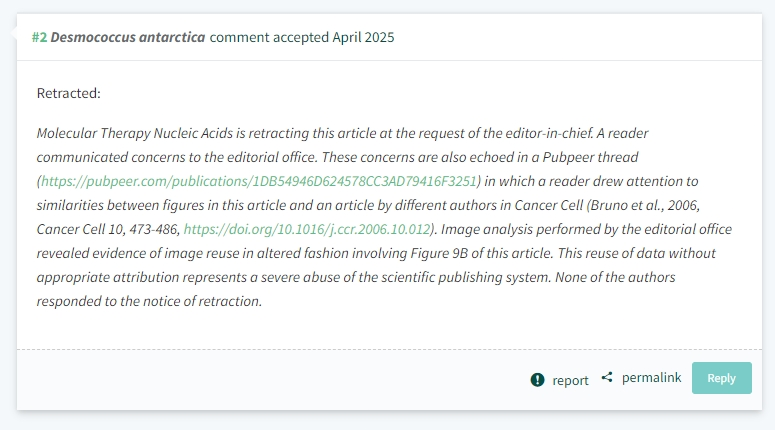 #2 Desmococcus antarctica comment accepted April 2025
Retracted:
Molecular Therapy Nucleic Acids is retracting this article at the request of the editor-in-chief. A reader
communicated concerns to the editorial office. These concerns are also echoed in a Pubpeer thread
(https://pubpeer.com/publications/1DB54946D624578CC3AD79416F3251) in which a reader drew attention to
similarities between figures in this article and an article by different authors in Cancer Cell (Bruno et al., 2006,
Cancer Cell 10, 473-486, https://doi.org/10.1016/j.ccr.2006.10.012). Image analysis performed by the editorial office
revealed evidence of image reuse in altered fashion involving Figure 9B of this article. This reuse of data without
appropriate attribution represents a severe abuse of the scientific publishing system. None of the authors
responded to the notice of retraction.
report permalink Reply